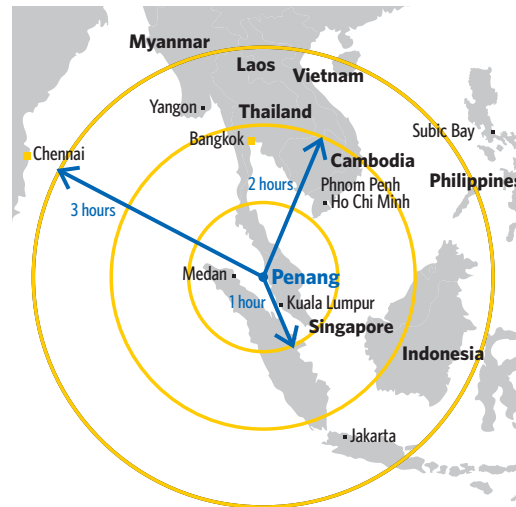 Myanmar
Laos
Vietnam
Yangon
Thailand
Subic Bay
Bangkok
Chennai
Cambodia
2 hours
Phnom Penh
Philippines
Ho Chi Minh
3 hours
Medan
Penang
1 hour
Kuala Lumpur
Singapore
Indonesia
Jakarta